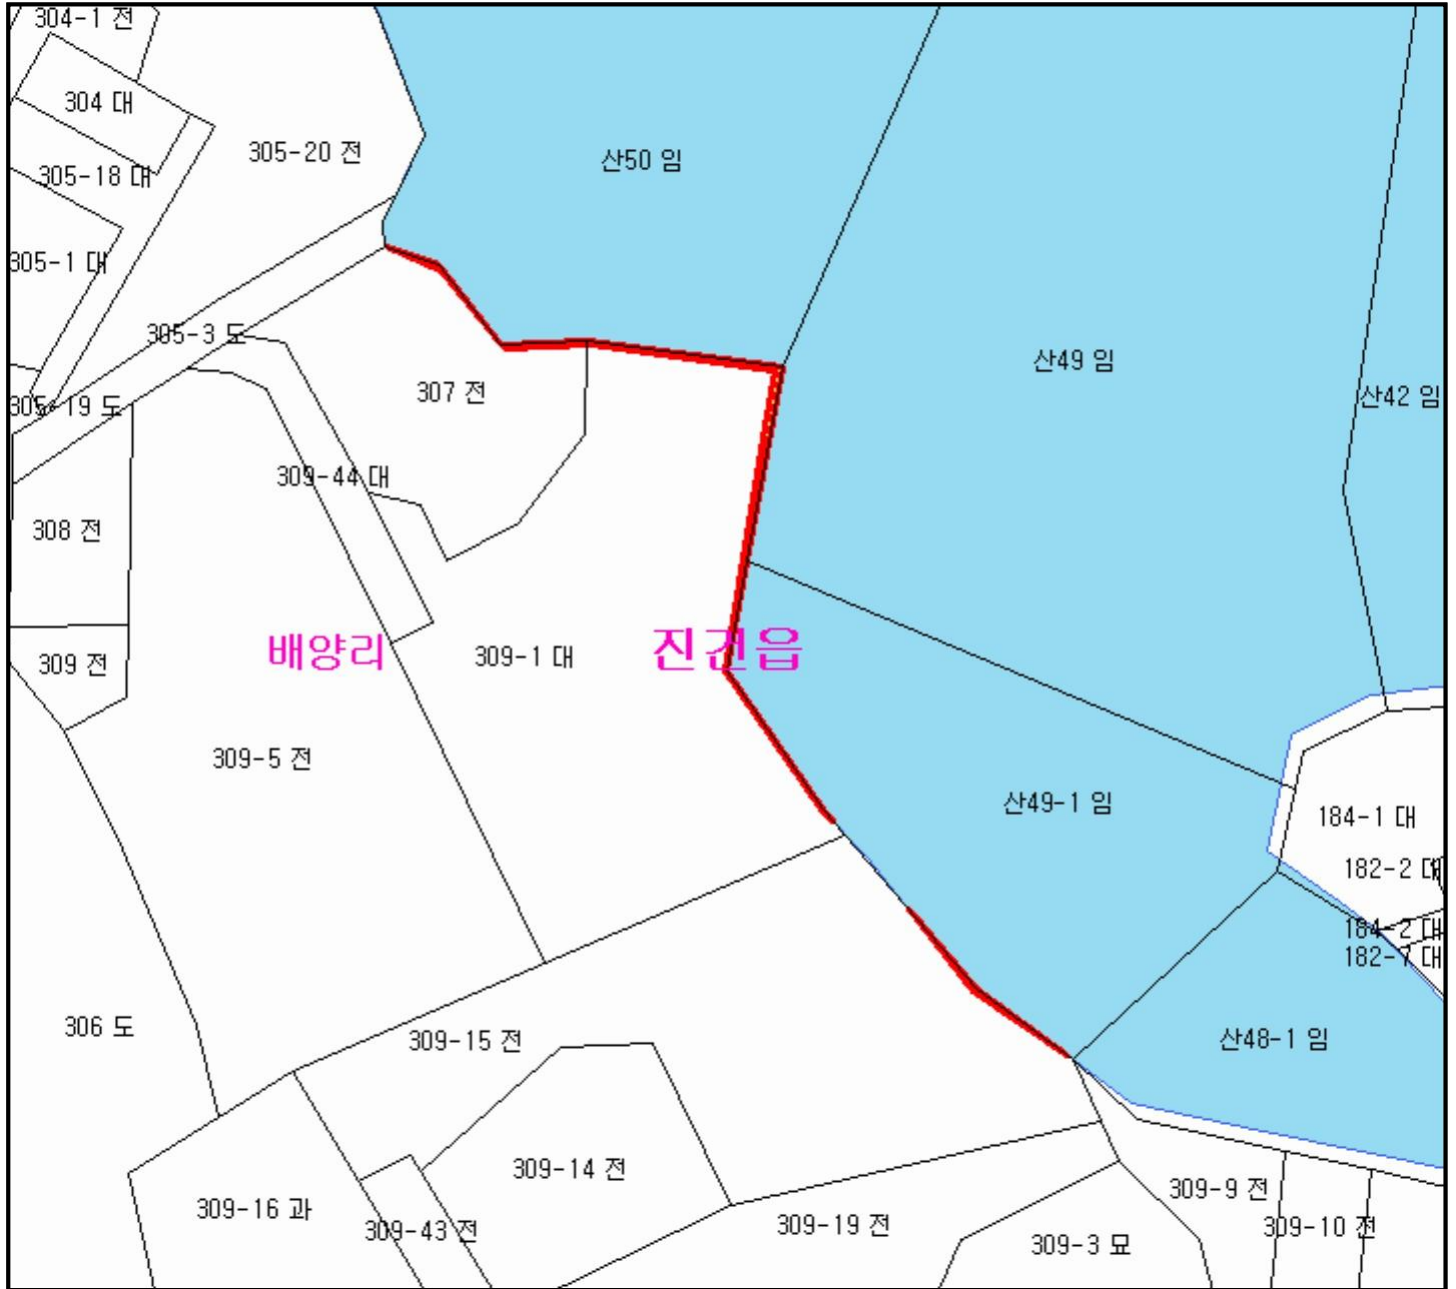 304-1 전
304 대
305-20 전
산50 임
305-18 대
305-1 대
305-3 도
산49 임
307 전
산42 임
305-19 도
309-44 대
308 전
배양리
309-1 대
진건읍
309 전
309-5 전
산49-1 임
184-1 대
182-2 대
184-2 대
182-7 대
306 도
309-15 전
산48-1 임
309-14 전
309-9 전
309-16 과
309-43 전
309-19 전
309-10 전
309-3 묘